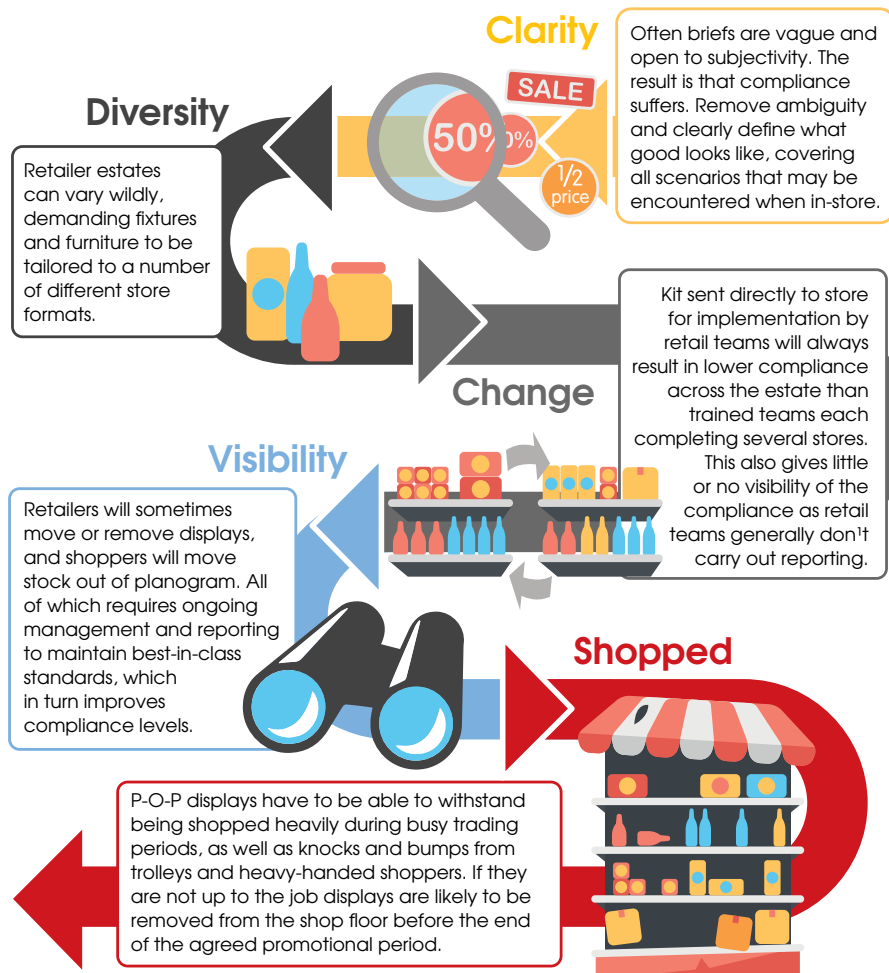 Clarity
Often briefs are vague and
open to subjectivity. The
result is that compliance
suffers. Remove ambiguity
and clearly define what
good looks like, covering
all scenarios that may be
encountered when in-store.
SALE
50%
0%
1/2
price
Diversity
Retailer estates
can vary wildly,
demanding fixtures
and furniture to be
tailored to a number
of different store
formats.
Change
Kit sent directly to store
for implementation by
retail teams will always
result in lower compliance
across the estate than
trained teams each
completing several stores.
This also gives little
or no visibility of the
compliance as retail
teams generally don¹t
carry out reporting.
Visibility
Retailers will sometimes
move or remove displays,
and shoppers will move
stock out of planogram. All
of which requires ongoing
management and reporting
to maintain best-in-class
standards, which
in turn improves
compliance levels.
Shopped
P-O-P displays have to be able to withstand
being shopped heavily during busy trading
periods, as well as knocks and bumps from
trolleys and heavy-handed shoppers. If they
are not up to the job displays are likely to be
removed from the shop floor before the end
of the agreed promotional period.